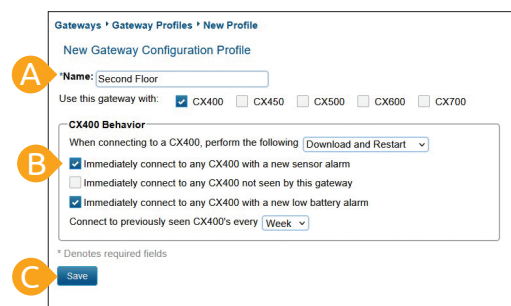 Gateways ‣ Gateway Profiles ‣ New Profile
New Gateway Configuration Profile
A
*Name: Second Floor
Use this gateway with: CX400 CX450 CX500 CX600 CX700
CX400 Behavior
When connecting to a CX400, perform the following Download and Restart
B
Immediately connect to any CX400 with a new sensor alarm
Immediately connect to any CX400 not seen by this gateway
Immediately connect to any CX400 with a new low battery alarm
Connect to previously seen CX400's every Week
* Denotes required fields
C
Save